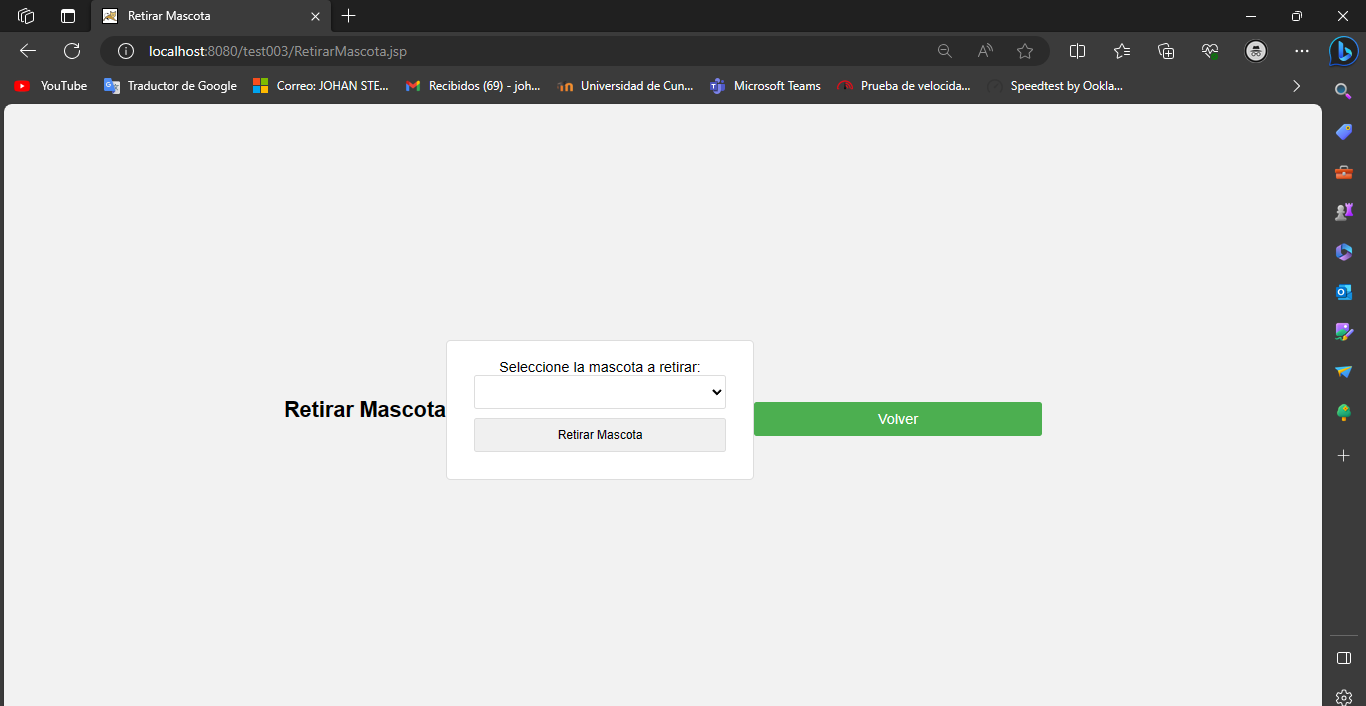 Retirar Mascota
localhost:8080/test003/RetirarMascota.jsp
YouTube
Traductor de Google
Correo: JOHAN STE...
Recibidos (69) - joh...
Universidad de Cun...
Microsoft Teams
Prueba de velocida...
Speedtest by Ookla...
Retirar Mascota
Seleccione la mascota a retirar:
Retirar Mascota
Volver